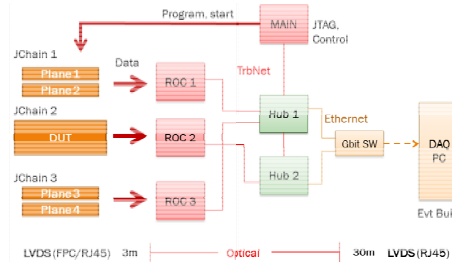 Program, start
MAIN
JTAG,
Control
JChain 1
Data
TrbNet
Plane 1
Plane 2
ROC 1
Hub 1
Ethernet
JChain 2
DUT
ROC 2
Gbit SW
DAQ
PC
Hub 2
JChain 3
Plane 3
Plane 4
ROC 3
Evt Buil
LVDS (FPC/RJ45) 3m
Optical
30m LVDS (RJ45)